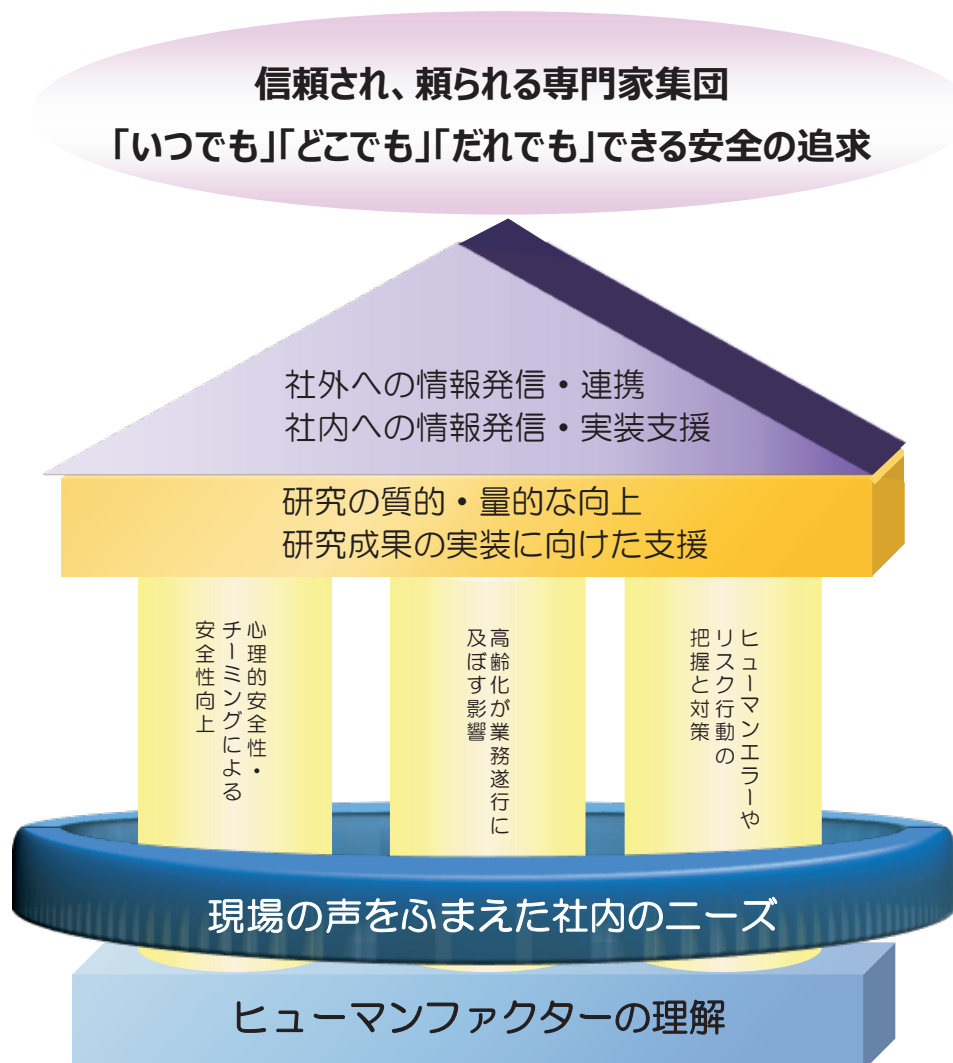 信頼され、頼られる専門家集団
「いつでも」「どこでも」「だれでも」できる安全の追求
社外への情報発信・連携
社内への情報発信・実装支援
研究の質的・量的な向上
研究成果の実装に向けた支援
心理的安全性・
チーミングによる
安全性向上
高齢化が業務遂行に
及ぼす影響
ヒューマンエラーや
リスク行動の
把握と対策
現場の声をふまえた社内のニーズ
ヒューマンファクターの理解